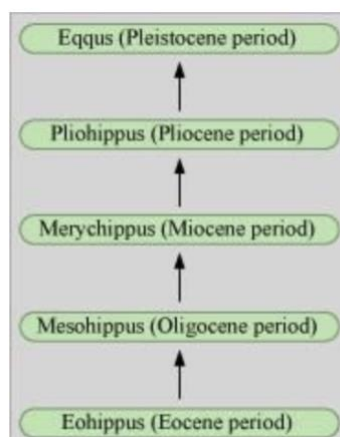 Eqqus (Pleistocene period)
Pliohippus (Pliocene period)
Merychippus (Miocene period)
Mesohippus (Oligocene period)
Eohippus (Eocene period)